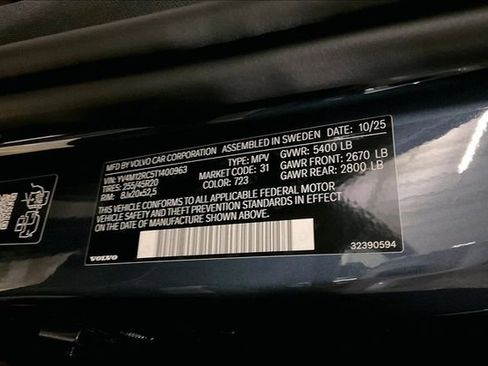 MFD BY VOLVO CAR CORPORATION ASSEMBLED IN SWEDEN DATE: 10/25
VIN: YV4M12RC5T1400963 TYPE: MPV GVWR: 5400 LB
TIRES: 255/45R20 MARKET CODE: 31 GAWR FRONT: 2670 LB
RIM: 8Jx20x52,5 COLOR: 723 GAWR REAR: 2800 LB
THIS VEHICLE CONFORMS TO ALL APPLICABLE FEDERAL MOTOR
VEHICLE SAFETY AND THEFT PREVENTION STANDARDS IN EFFECT
ON THE DATE OF MANUFACTURE SHOWN ABOVE.
VOLVO 32390594